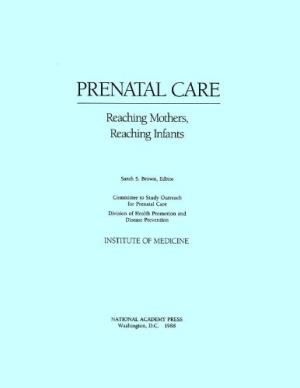 PRENATAL CARE
Reaching Mothers,
Reaching Infants
Sarah S. Brown, Editor
Committee to Study Outreach
for Prenatal Care
Division of Health Promotion and
Disease Prevention
INSTITUTE OF MEDICINE
NATIONAL ACADEMY PRESS
Washington, D.C. 1988